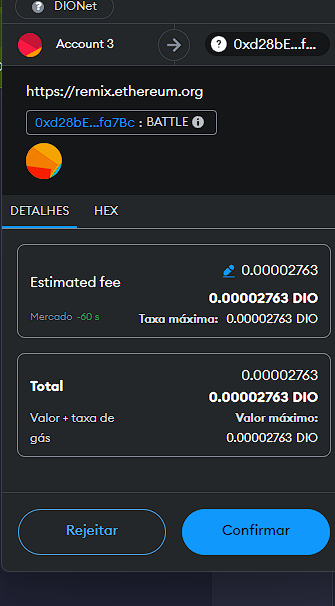 DIONet
Account 3
0xd28bE...f...
https://remix.ethereum.org
0xd28bE...fa7Bc : BATTLE
DETALHES HEX
Estimated fee
0.00002763
0.00002763 DIO
Mercado -60 s
Taxa máxima: 0.00002763 DIO
Total
0.00002763
0.00002763 DIO
Valor + taxa de gás
Valor máximo:
0.00002763 DIO
Rejeitar
Confirmar